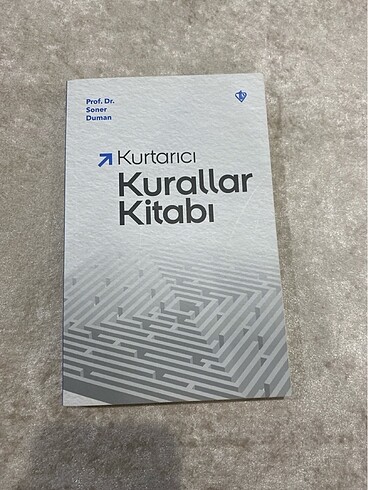 Prof. Dr.
Soner
Duman
Kurtarıcı
Kurallar
Kitabı